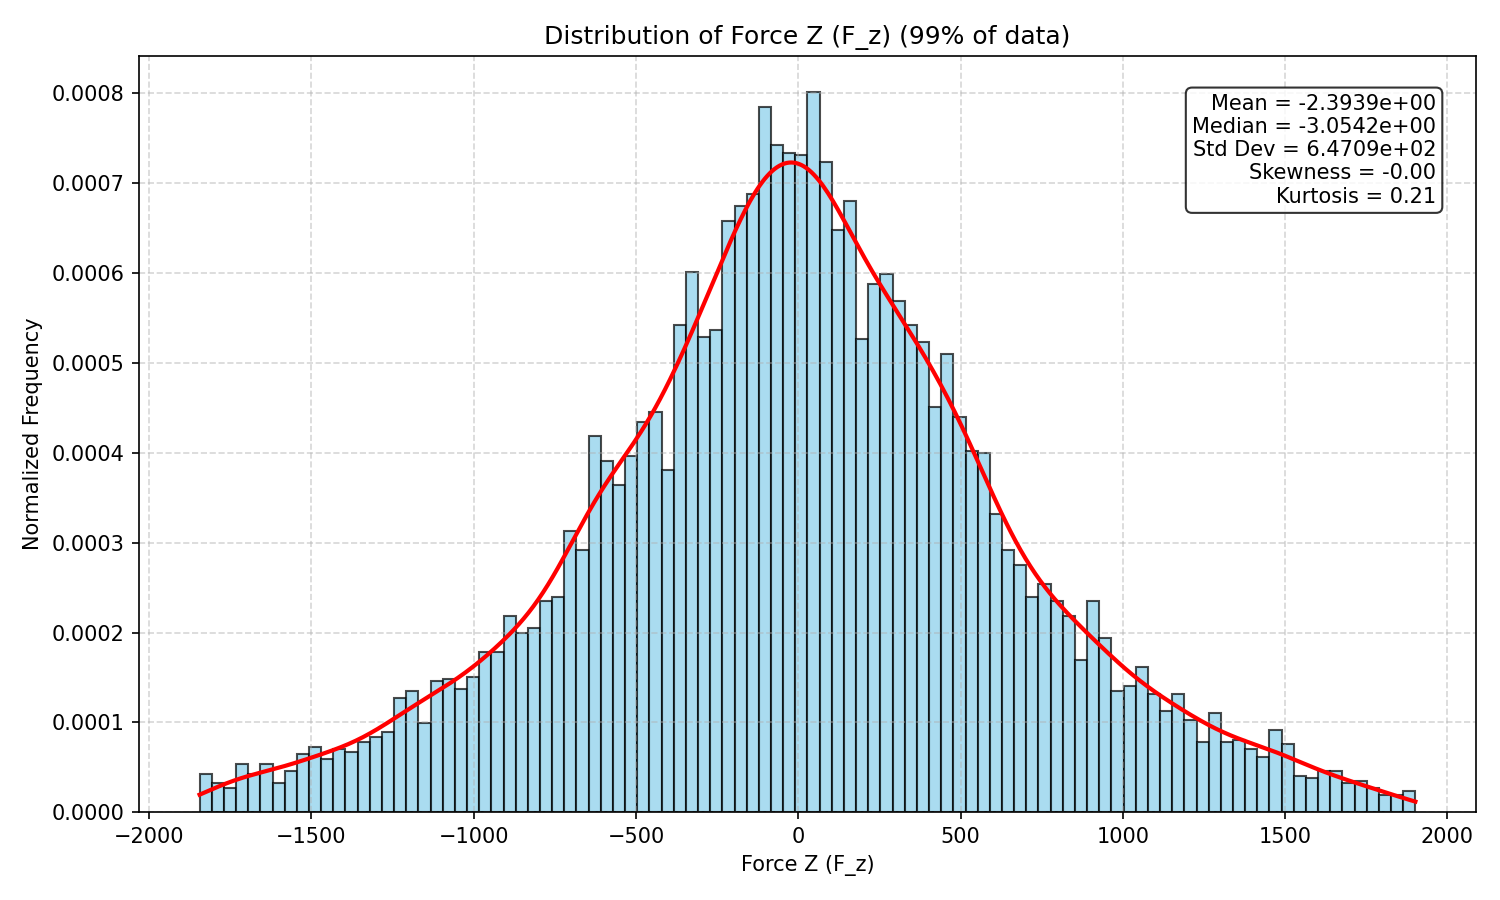 Distribution of Force Z (F_z) (99% of data)
Mean = -2.3939e+00
Median = -3.0542e+00
Std Dev = 6.4709e+02
Skewness = -0.00
Kurtosis = 0.21
Normalized Frequency
0.0008
0.0007
0.0006
0.0005
0.0004
0.0003
0.0002
0.0001
0.0000
−2000 −1500 −1000 −500 0 500 1000 1500 2000
Force Z (F_z)